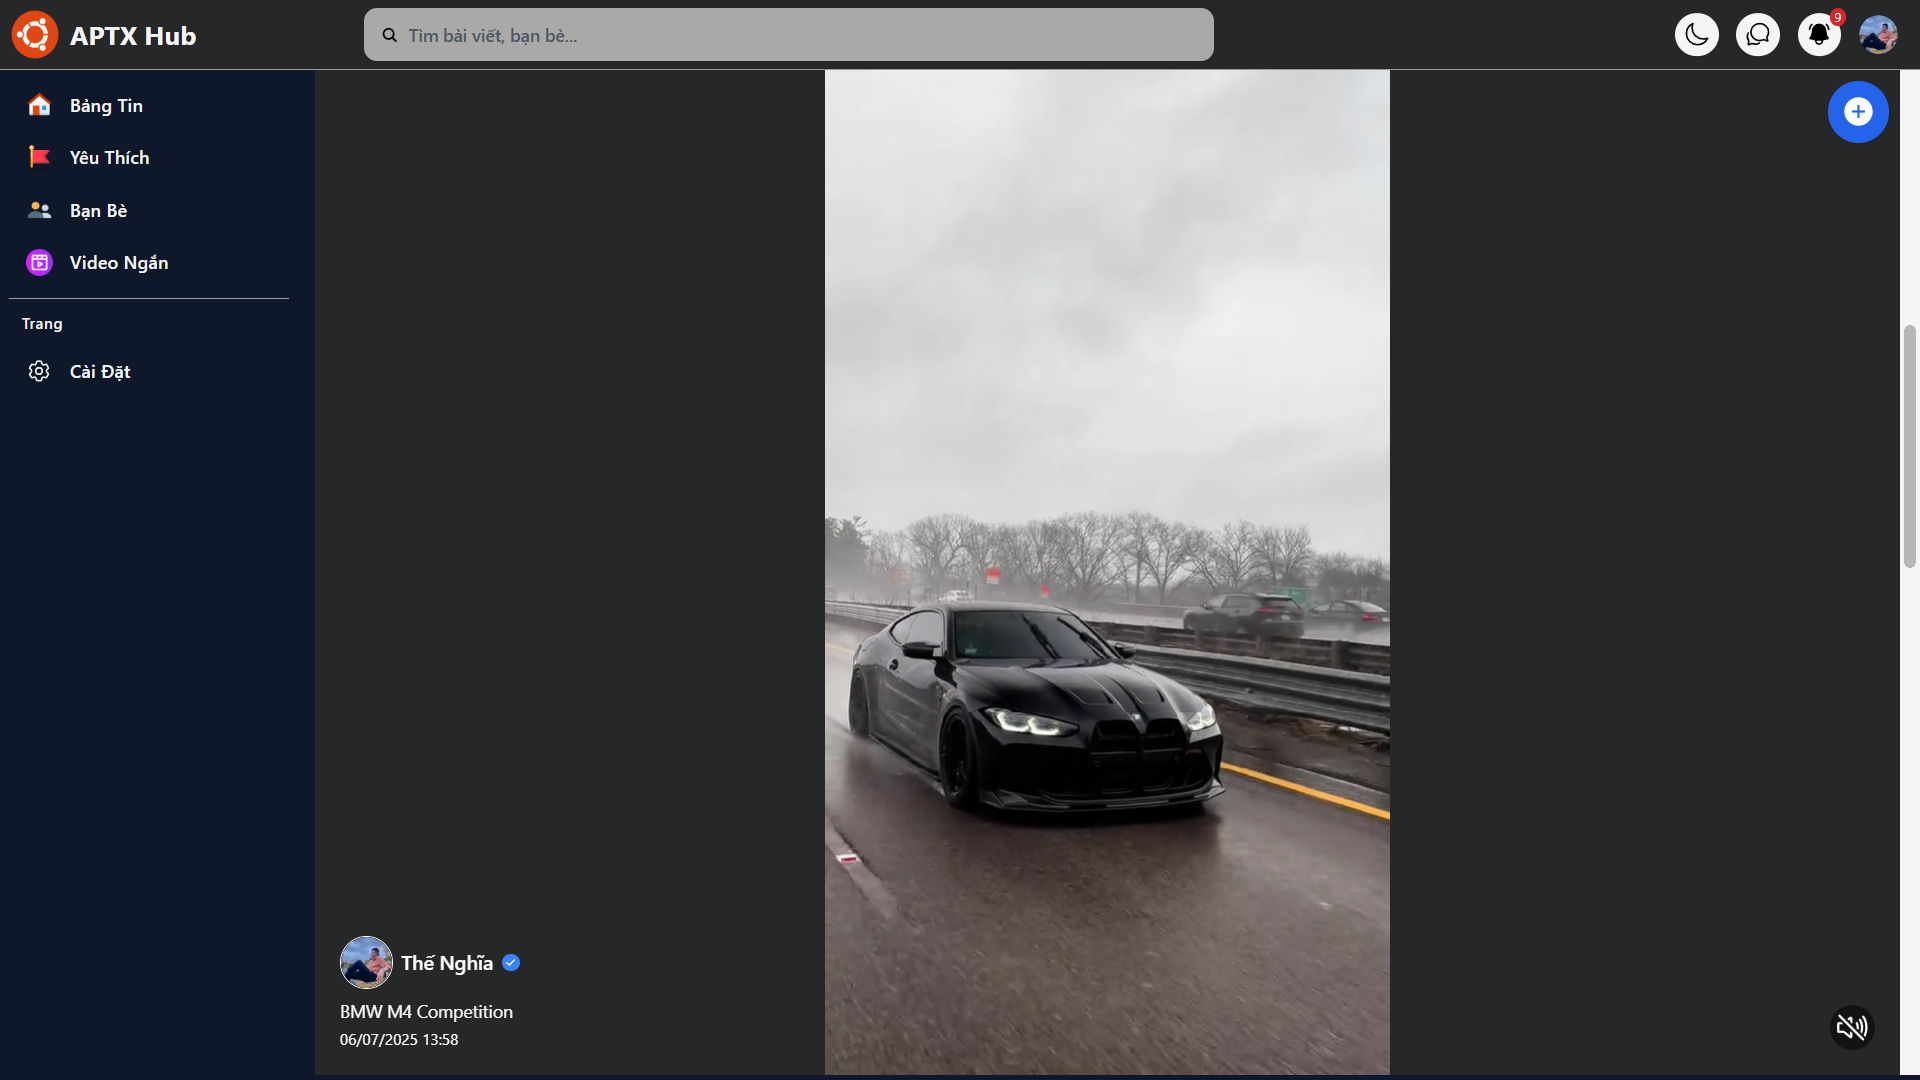 APTX Hub
Tìm bài viết, bạn bè...
9
Bảng Tin
Yêu Thích
Bạn Bè
Video Ngắn
Trang
Cài Đặt
Thế Nghĩa
BMW M4 Competition
06/07/2025 13:58